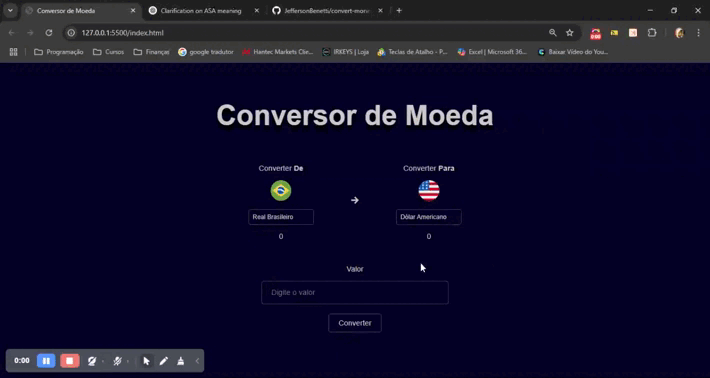 Conversor de Moeda
Clarification on ASA meaning
JeffersonBenetti/convert-mon
127.0.0.1:5500/index.html
0:00
Programação
Cursos
Finanças
google tradutor
Hantec Markets Clie...
IRKEYS | Loja
Teclas de Atalho - P...
Excel | Microsoft 36...
Baixar Vídeo do You...
Conversor de Moeda
Converter De
Converter Para
Real Brasileiro
Dólar Americano
0
0
Valor
Digite o valor
Converter
0:00